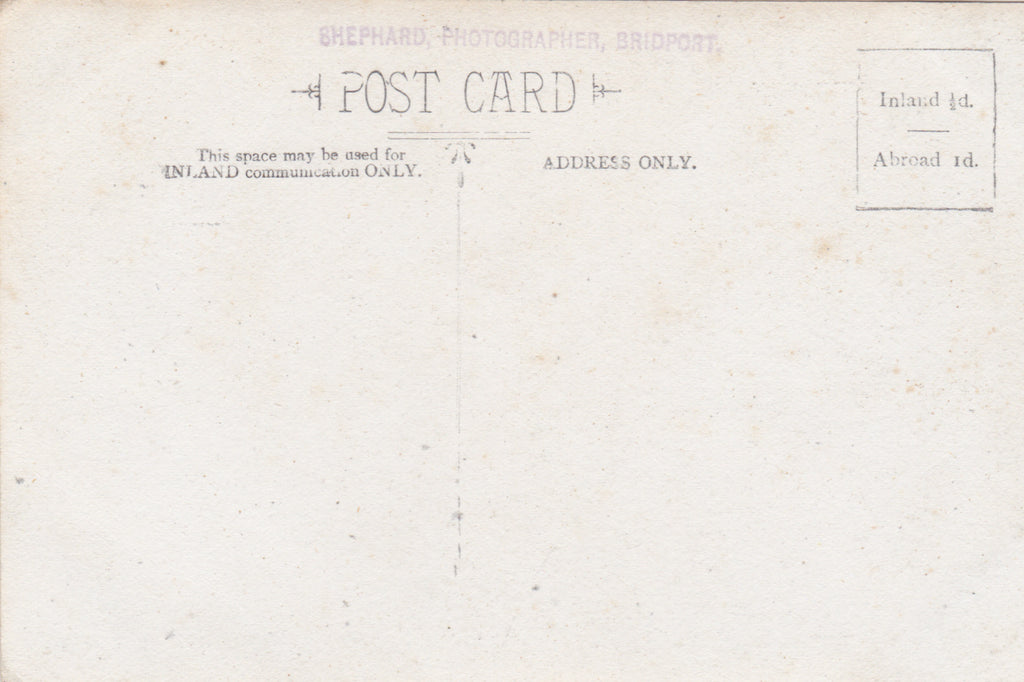 SHEPHARD, PHOTOGRAPHER, BRIDPORT.
POST CARD
This space may be used for
INLAND communication ONLY.
ADDRESS ONLY.
Inland ½d.
Abroad 1d.